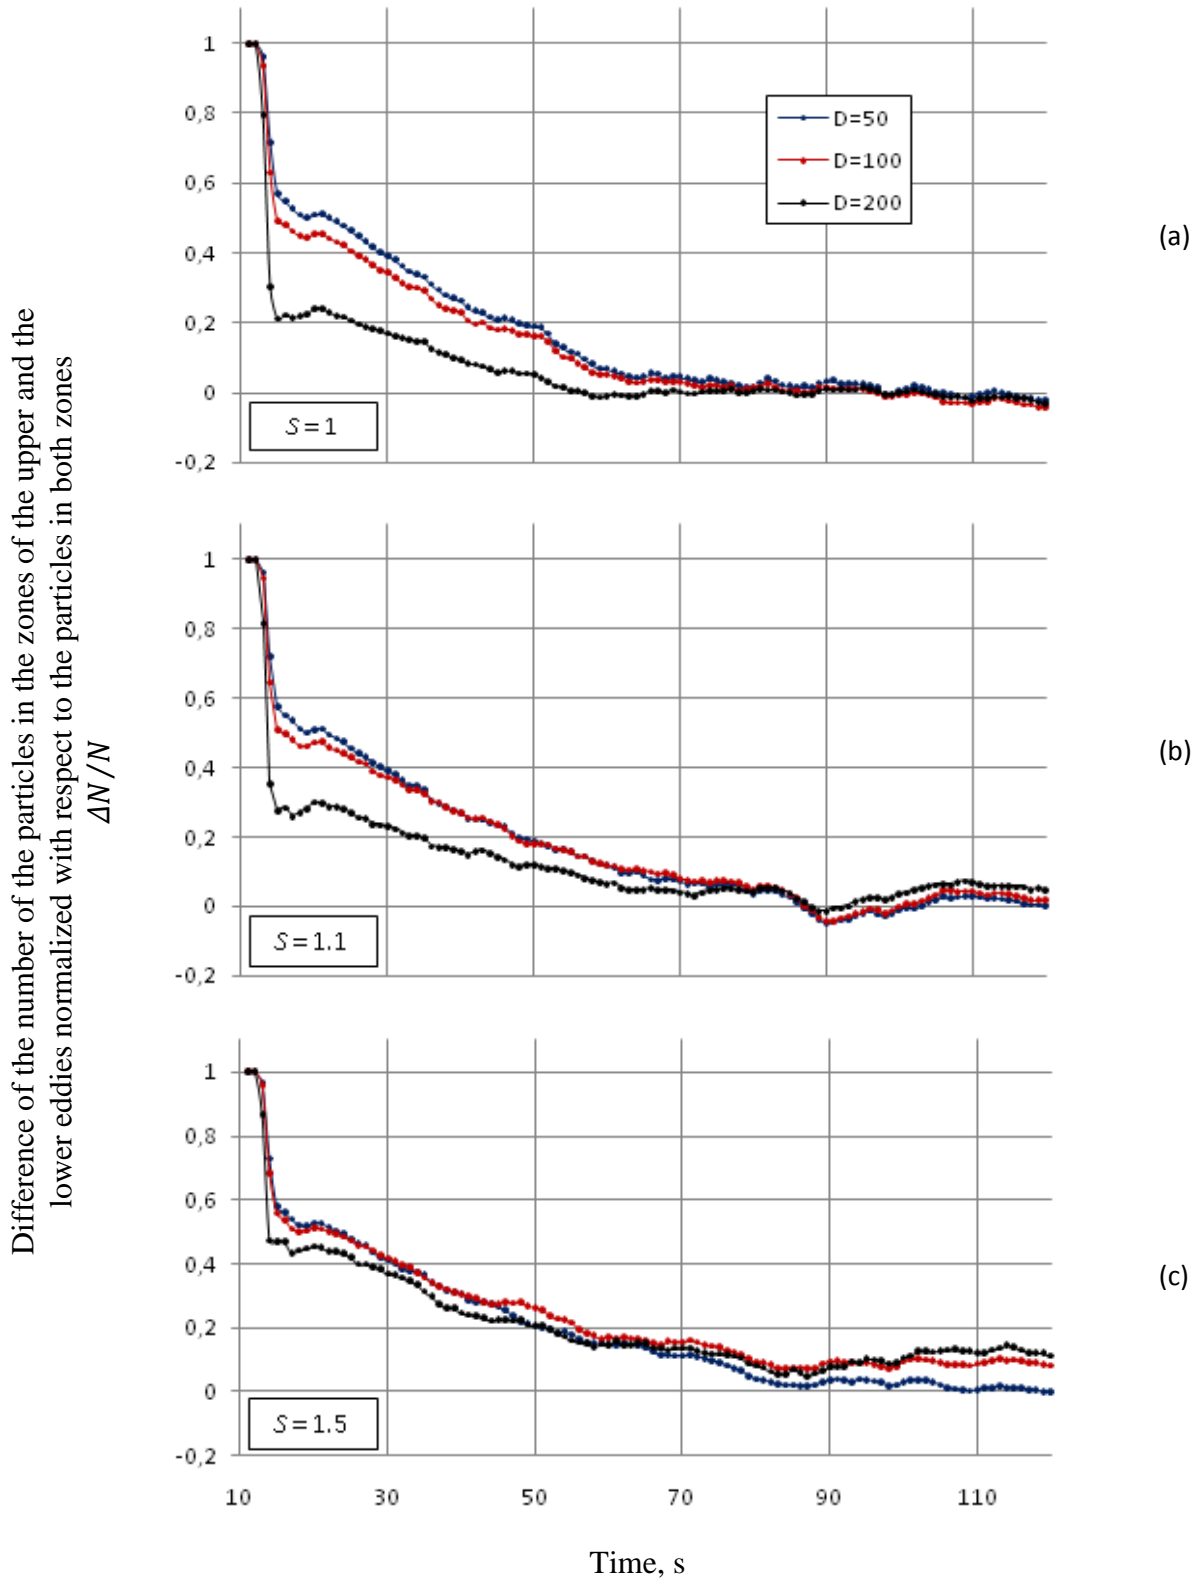 Difference of the number of the particles in the zones of the upper and the
lower eddies normalized with respect to the particles in both zones
ΔN/N
1
0,8
0,6
0,4
0,2
0
-0,2
D=50
D=100
D=200
S = 1
(a)
1
0,8
0,6
0,4
0,2
0
-0,2
S = 1.1
(b)
1
0,8
0,6
0,4
0,2
0
-0,2
S = 1.5
(c)
10 30 50 70 90 110
Time, s